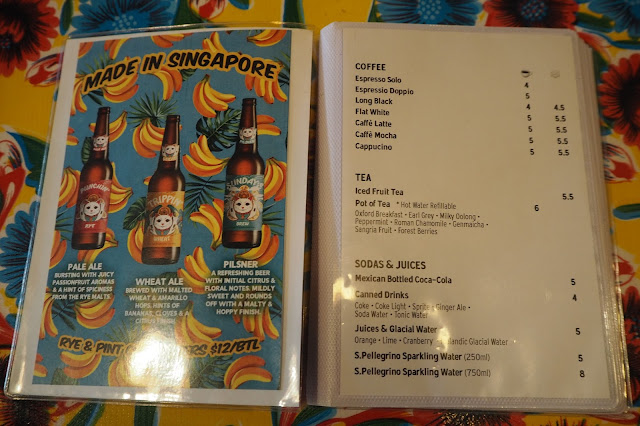 MADE IN SINGAPORE
RYE
WHEAT
SUNDAYS
BREW
PALE ALE
BURSTING WITH JUICY
PASSIONFRUIT AROMAS
& A HINT OF SPICINESS
FROM THE RYE MALTS.
WHEAT ALE
BREWED WITH MALTED
WHEAT & AMARILLO
HOPS, HINTS OF
BANANAS, CLOVES & A
CITRUS FINISH.
PILSNER
A REFRESHING BEER
WITH INITIAL CITRUS &
FLORAL NOTES. MILDLY
SWEET AND ROUNDS
OFF WITH A MALTY &
HOPPY FINISH.
RYE & PINT $12/BTL
COFFEE
Espresso Solo 4
Espressio Doppio 5
Long Black 4 4.5
Flat White 5 5.5
Caffè Latte 5 5.5
Caffè Mocha 5 5.5
Cappucino 5 5.5
TEA
Iced Fruit Tea 5.5
Pot of Tea * Hot Water Refillable 6
Oxford Breakfast • Earl Grey • Milky Oolong •
Peppermint • Roman Chamomile • Genmaicha •
Sangria Fruit • Forest Berries
SODAS & JUICES
Mexican Bottled Coca-Cola 5
Canned Drinks 4
Coke • Coke Light • Sprite • Ginger Ale •
Soda Water • Tonic Water
Juices & Glacial Water 5
Orange • Lime • Cranberry Glacial Water
S.Pellegrino Sparkling Water (250ml) 5
S.Pellegrino Sparkling Water (750ml) 8